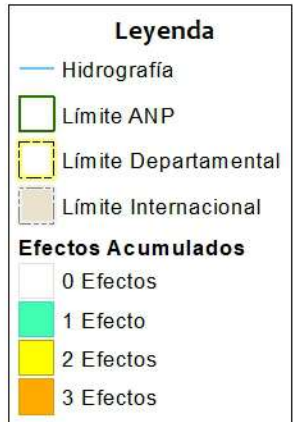 Leyenda
Hidrografía
Límite ANP
Límite Departamental
Límite Internacional
Efectos Acumulados
0 Efectos
1 Efecto
2 Efectos
3 Efectos